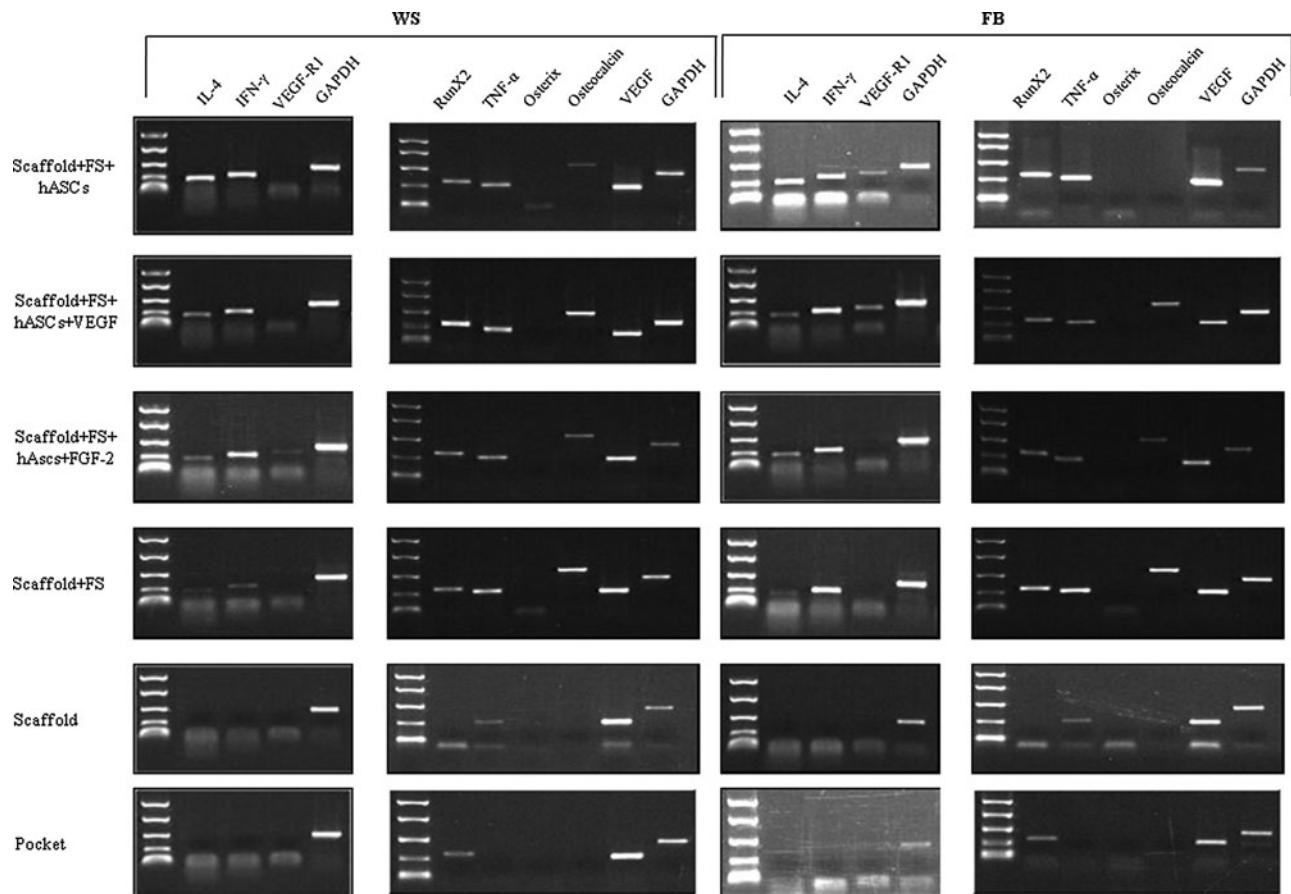 WS FB
IL-4 IFN-γ VEGF-R1 GAPDH RunX2 TNF-α Osterix Osteocalcin VEGF GAPDH IL-4 IFN-γ VEGF-R1 GAPDH RunX2 TNF-α Osterix Osteocalcin VEGF GAPDH
Scaffold+FS+
hASCs
Scaffold+FS+
hASCs+VEGF
Scaffold+FS+
hAscs+FGF-2
Scaffold+FS
Scaffold
Pocket